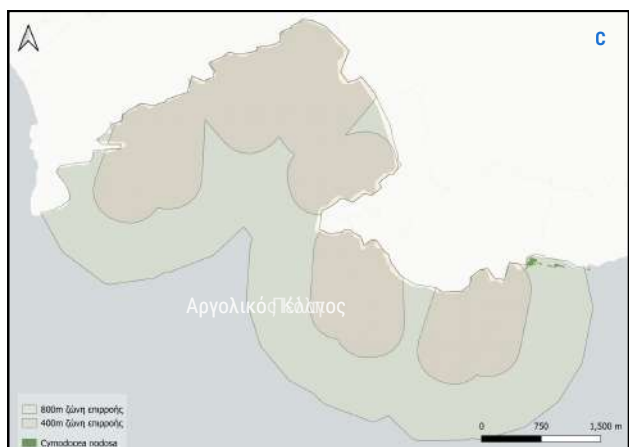 C
Αργολικός Κόλπος
800m ζώνη επιρροής
400m ζώνη επιρροής
Cymodocea nodosa
0 750 1,500 m